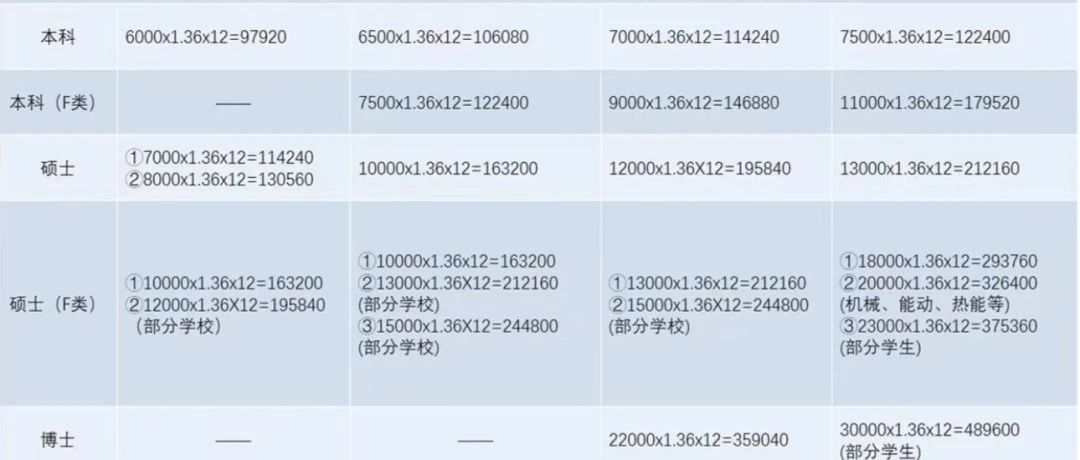 本科
6000x1.36x12=97920
6500x1.36x12=106080
7000x1.36x12=114240
7500x1.36x12=122400
本科（F类）
——
7500x1.36x12=122400
9000x1.36x12=146880
11000x1.36x12=179520
硕士
①7000x1.36x12=114240
②8000x1.36x12=130560
10000x1.36x12=163200
12000x1.36X12=195840
13000x1.36x12=212160
硕士（F类）
①10000x1.36x12=163200
②12000x1.36X12=195840
（部分学校）
①10000x1.36x12=163200
②13000x1.36X12=212160
(部分学校)
③15000x1.36X12=244800
(部分学校)
①13000x1.36x12=212160
②15000x1.36X12=244800
(部分学校)
①18000x1.36x12=293760
②20000x1.36x12=326400
(机械、能动、热能等)
③23000x1.36x12=375360
(部分学生)
博士
——
——
22000x1.36x12=359040
30000x1.36x12=489600
(部分学生)